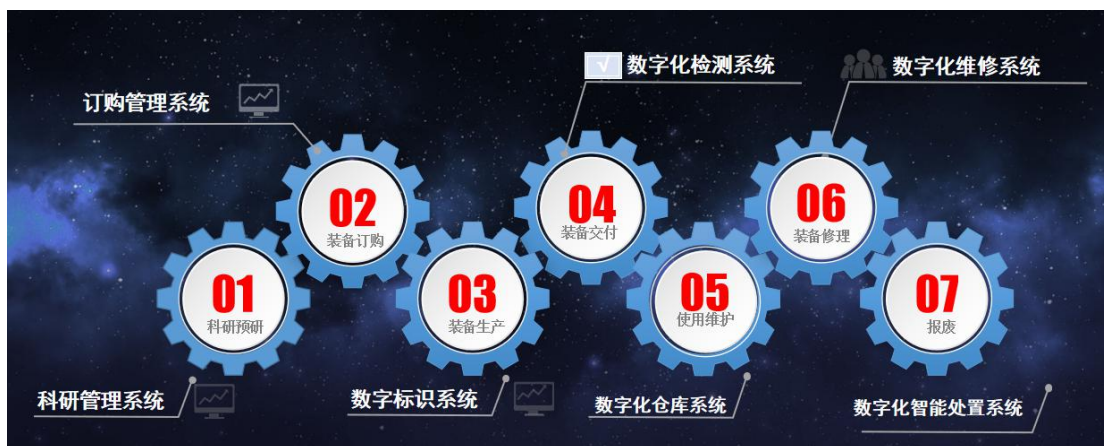 订购管理系统
√ 数字化检测系统
数字化维修系统
02
装备订购
04
装备交付
06
装备修理
01
科研预研
03
装备生产
05
使用维护
07
报废
科研管理系统
数字标识系统
数字化仓库系统
数字化智能处置系统